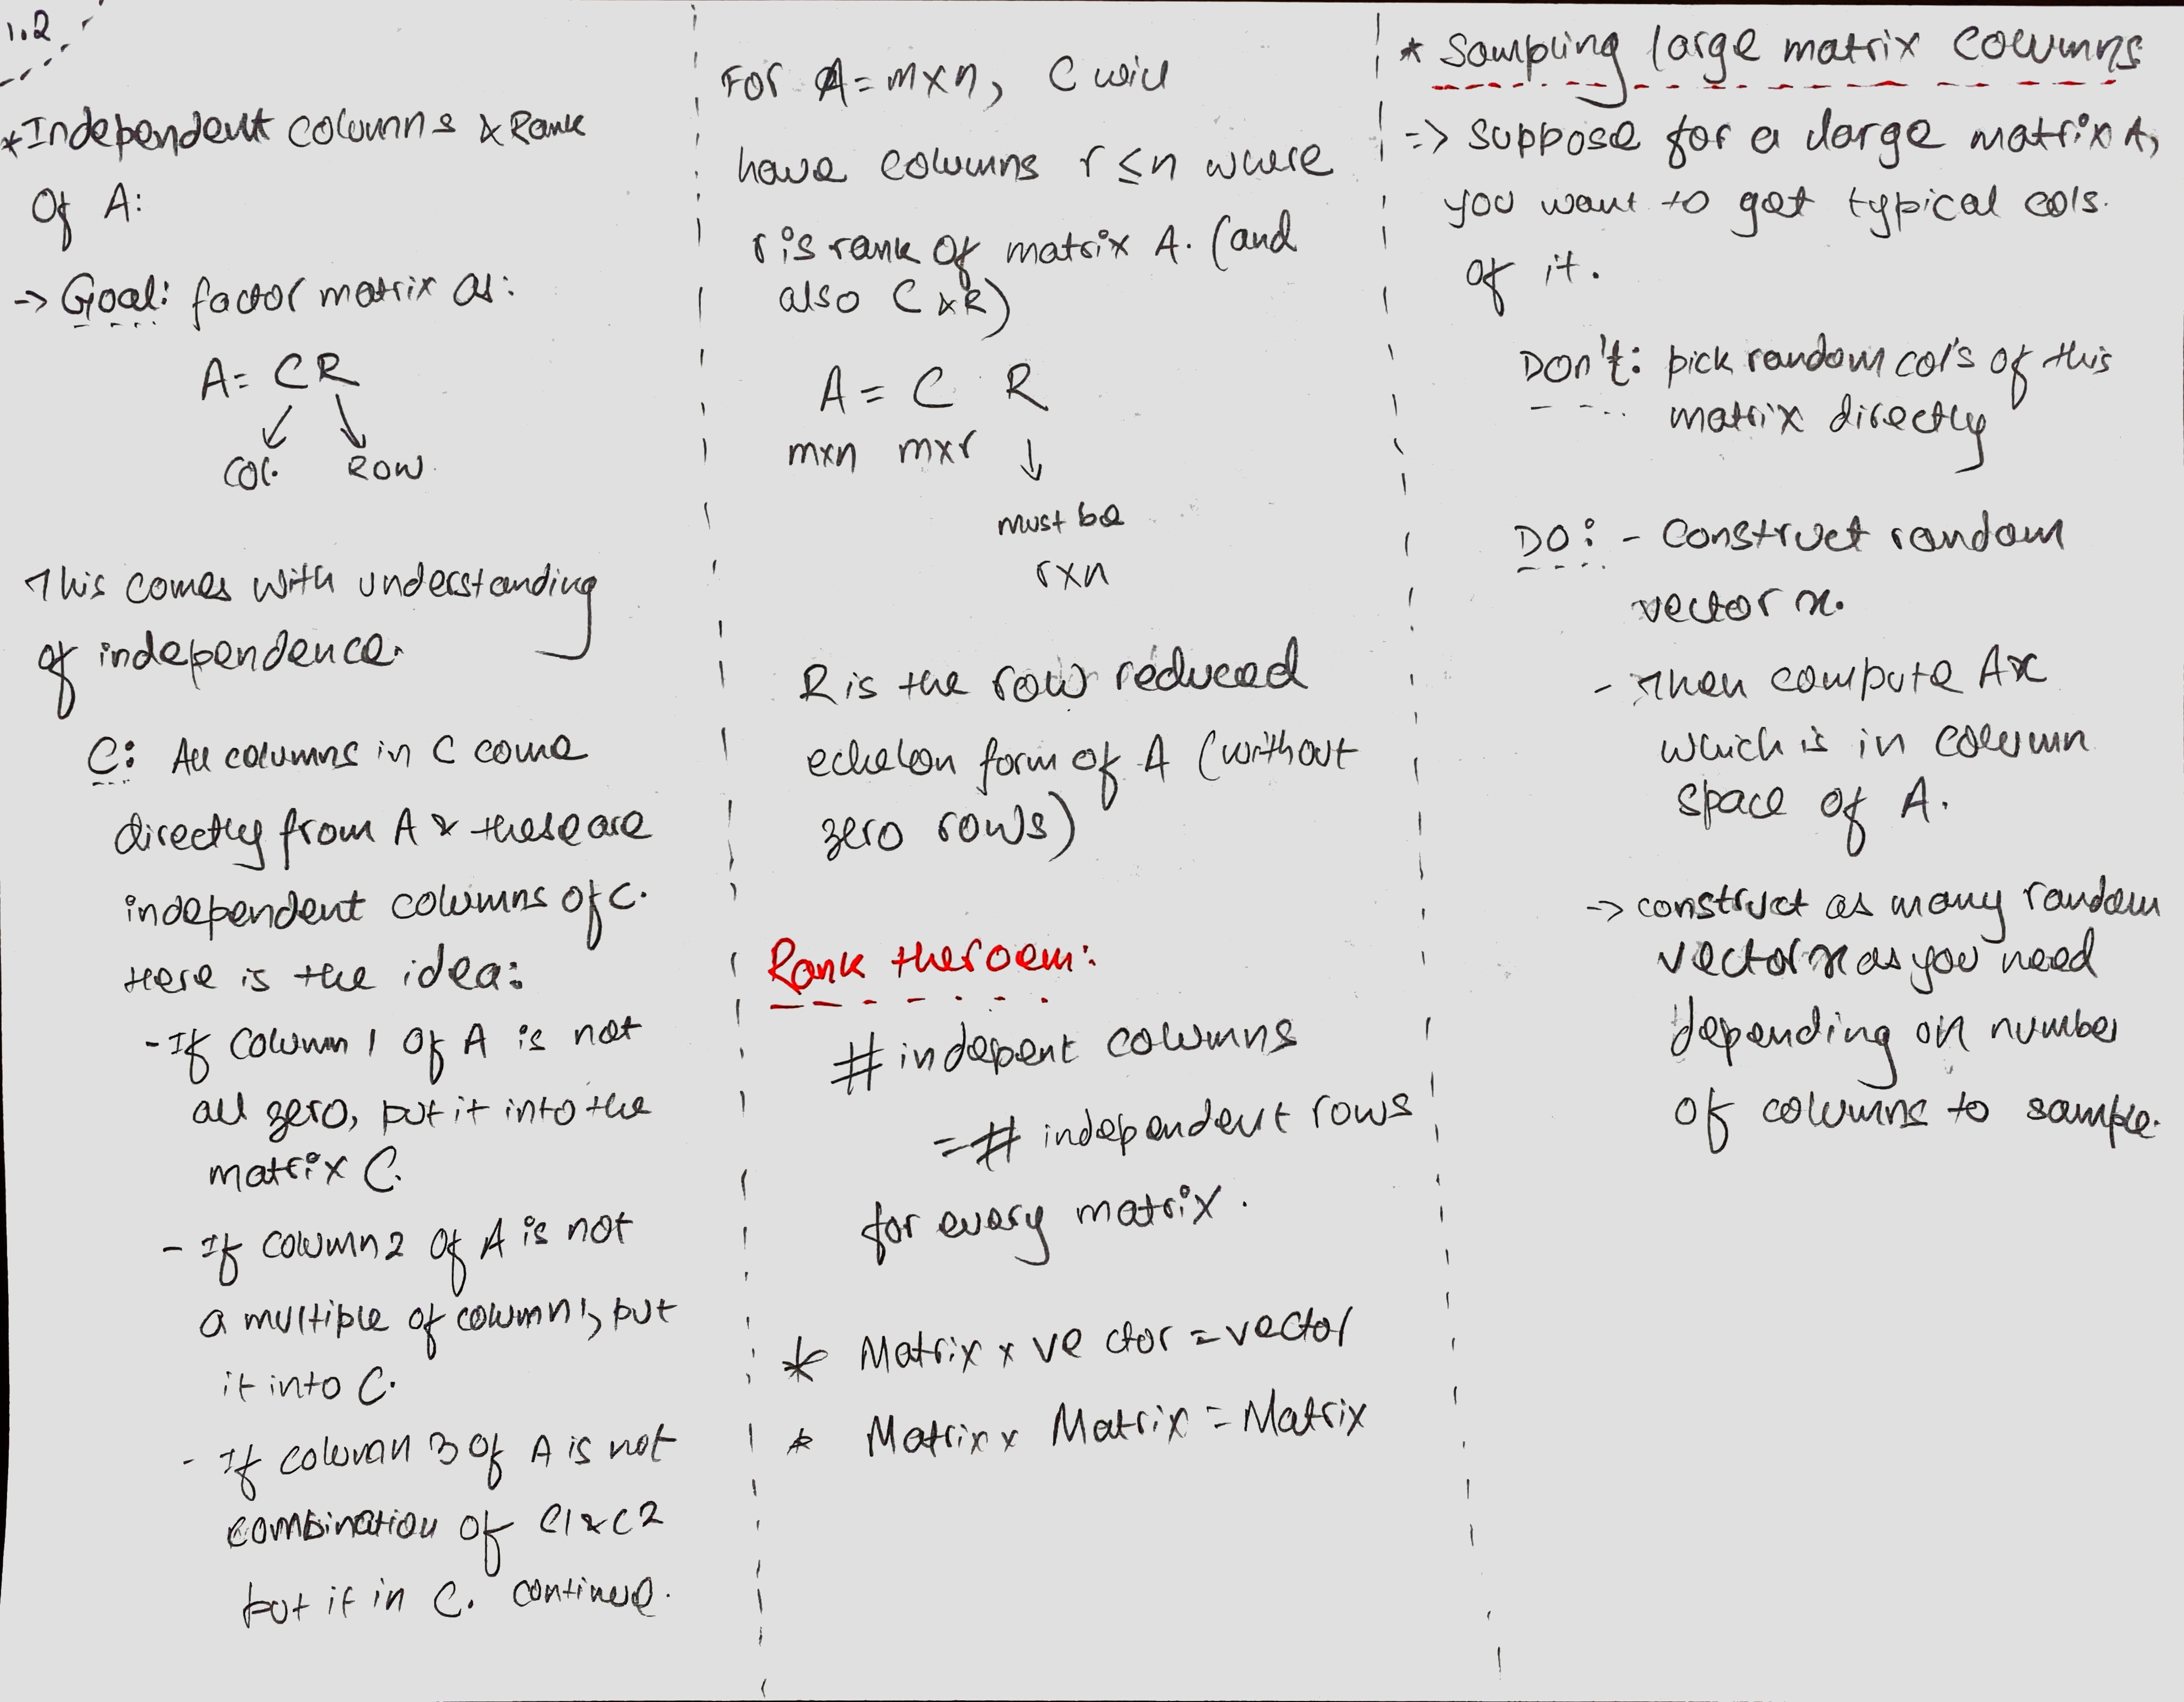 1.2
*Independent columns & Rank
Of A:
-> Goal: factor matrix as:
A = CR
Col. Row.
This comes with understanding
of independence.
C: All columns in C come
directly from A & these are
independent columns of C.
Here is the idea:
- If column 1 Of A is not
all zero, put it into the
matrix C.
- If column 2 Of A is not
a multiple of column 1, put
it into C.
- If column 3 Of A is not
combination of C1 & C2
put it in C. continue.
For A = m×n, C will
have columns r ≤ n where
r is rank of matrix A. (and
also C & R)
A = C R
m×n m×r ↓
must be
r×n
R is the row reduced
echelon form of A (without
zero rows)
Rank theroem:
# indepent columns
= # independent rows
for every matrix.
* Matrix × vector = vector
* Matrix × Matrix = Matrix
* Sampling large matrix columns
=> suppose for a large matrix A,
you want to get typical cols.
of it.
DON't: pick random col's of this
matrix directly
DO: - Construct random
vector x.
- Then compute Ax
which is in column
space of A.
-> construct as many random
vector x as you need
depending on number
of columns to sample.